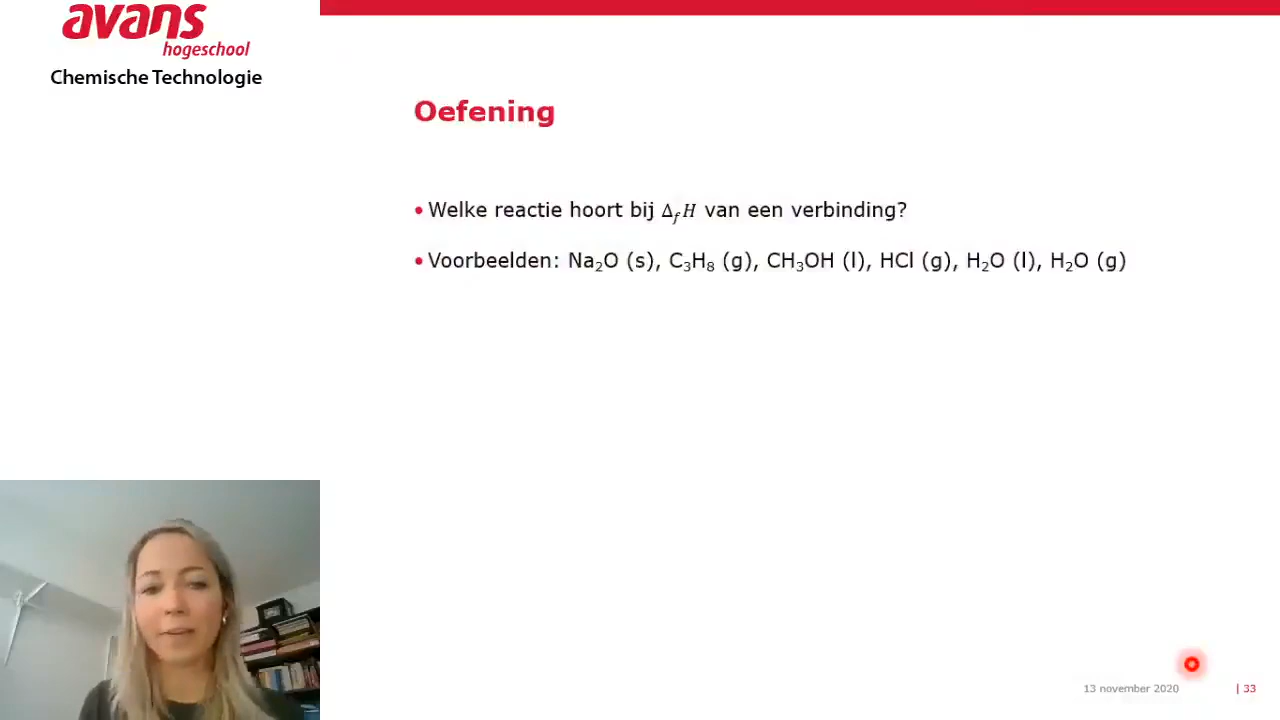 avans
hogeschool
Chemische Technologie
Oefening
• Welke reactie hoort bij Δ_fH van een verbinding?
• Voorbeelden: Na₂O (s), C₃H₈ (g), CH₃OH (l), HCl (g), H₂O (l), H₂O (g)
13 november 2020 | 33